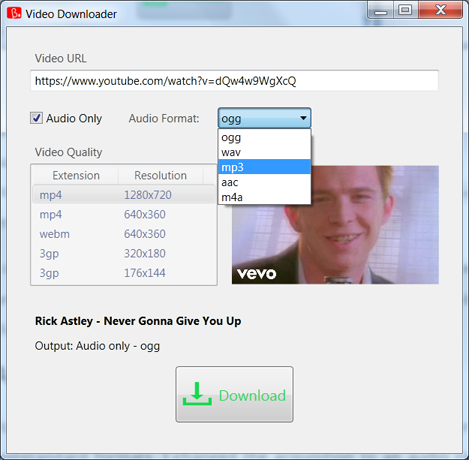 Video Downloader
Video URL
https://www.youtube.com/watch?v=dQw4w9WgXcQ
Audio Only Audio Format: ogg
ogg
wav
mp3
aac
m4a
Video Quality
Extension Resolution
mp4 1280x720
mp4 640x360
webm 640x360
3gp 320x180
3gp 176x144
vevo
Rick Astley - Never Gonna Give You Up
Output: Audio only - ogg
Download